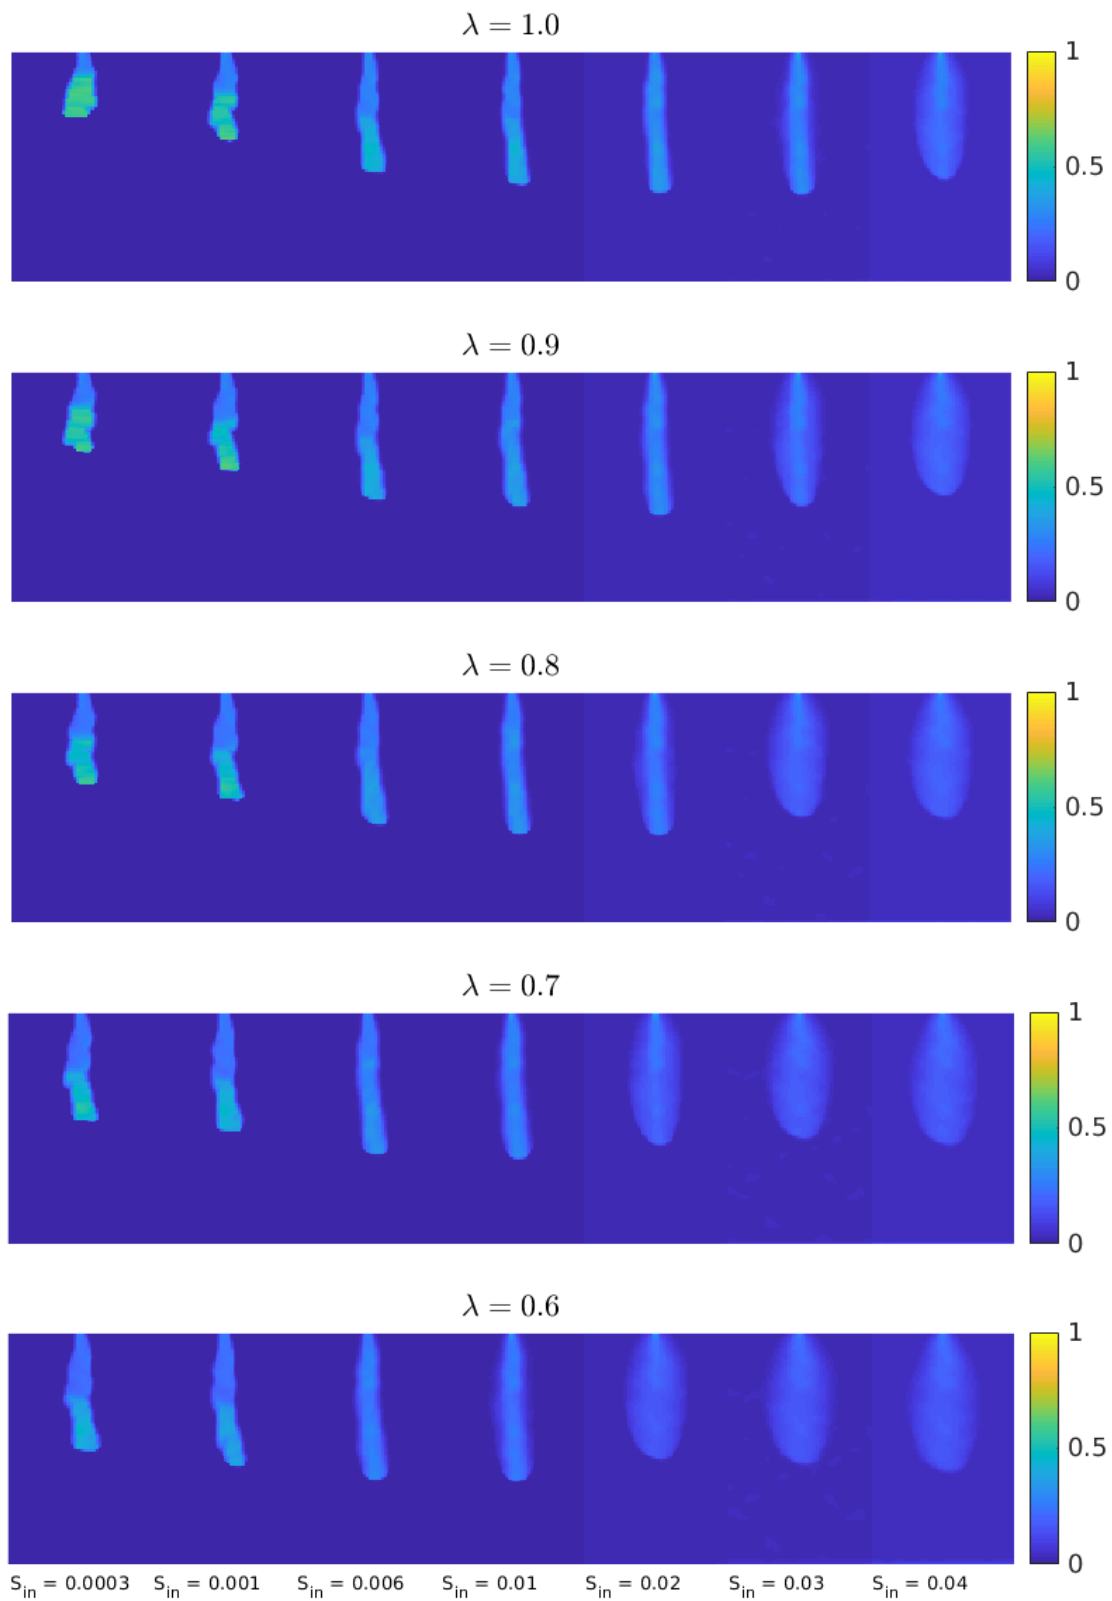 λ = 1.0
1
0.5
0
λ = 0.9
1
0.5
0
λ = 0.8
1
0.5
0
λ = 0.7
1
0.5
0
λ = 0.6
1
0.5
0
S_in = 0.0003 S_in = 0.001 S_in = 0.006 S_in = 0.01 S_in = 0.02 S_in = 0.03 S_in = 0.04